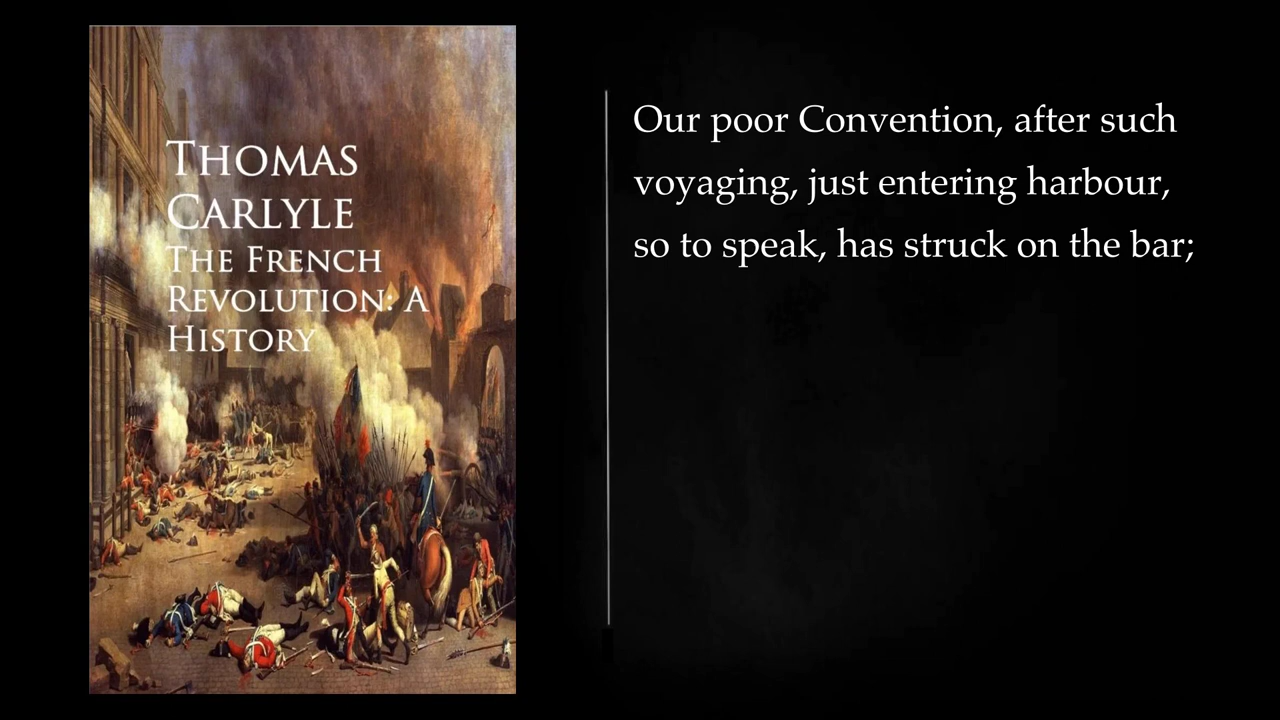 THOMAS
CARLYLE
THE FRENCH
REVOLUTION: A
HISTORY
Our poor Convention, after such
voyaging, just entering harbour,
so to speak, has struck on the bar;